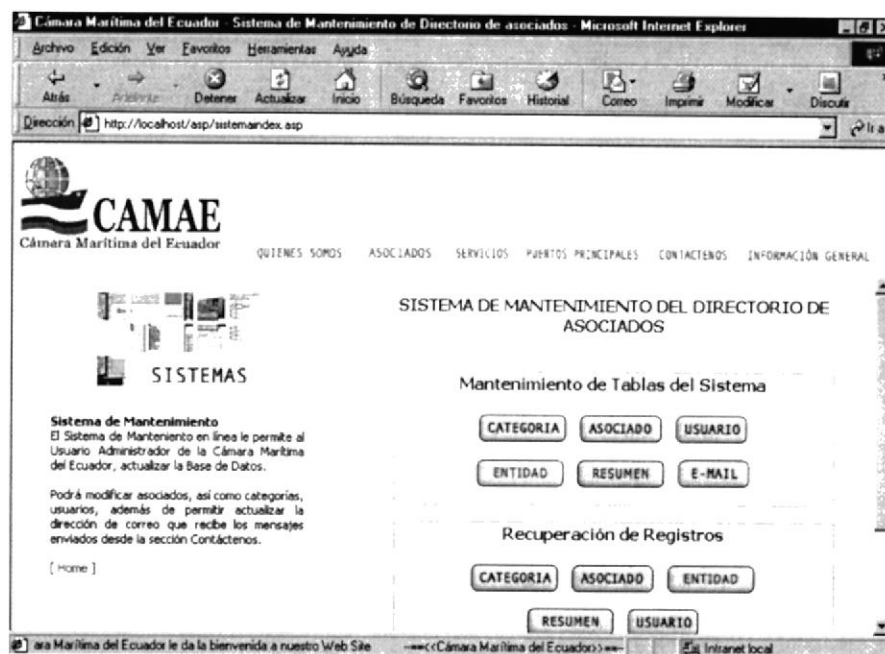 Cámara Marítima del Ecuador - Sistema de Mantenimiento de Directorio de asociados - Microsoft Internet Explorer
Archivo Edición Ver Favoritos Herramientas Ayuda
Atrás Adelante Detener Actualizar Inicio Búsqueda Favoritos Historial Correo Imprimir Modificar Discutir
Dirección http://localhost/asp/sistemaindex.asp Ir a
CAMAE
Cámara Marítima del Ecuador
QUIENES SOMOS ASOCIADOS SERVICIOS PUERTOS PRINCIPALES CONTACTENOS INFORMACIÓN GENERAL
SISTEMAS
Sistema de Mantenimiento
El Sistema de Manteniento en línea le permite al
Usuario Administrador de la Cámara Marítima
del Ecuador, actualizar la Base de Datos.
Podrá modificar asociados, así como categorías,
usuarios, además de permitir actualizar la
dirección de correo que recibe los mensajes
enviados desde la sección Contáctenos.
[ Home ]
SISTEMA DE MANTENIMIENTO DEL DIRECTORIO DE
ASOCIADOS
Mantenimiento de Tablas del Sistema
CATEGORIA ASOCIADO USUARIO
ENTIDAD RESUMEN E-MAIL
Recuperación de Registros
CATEGORIA ASOCIADO ENTIDAD
RESUMEN USUARIO
ara Marítima del Ecuador le da la bienvenida a nuestro Web Site --==<<Cámara Marítima del Ecuador>>==-- Intranet local